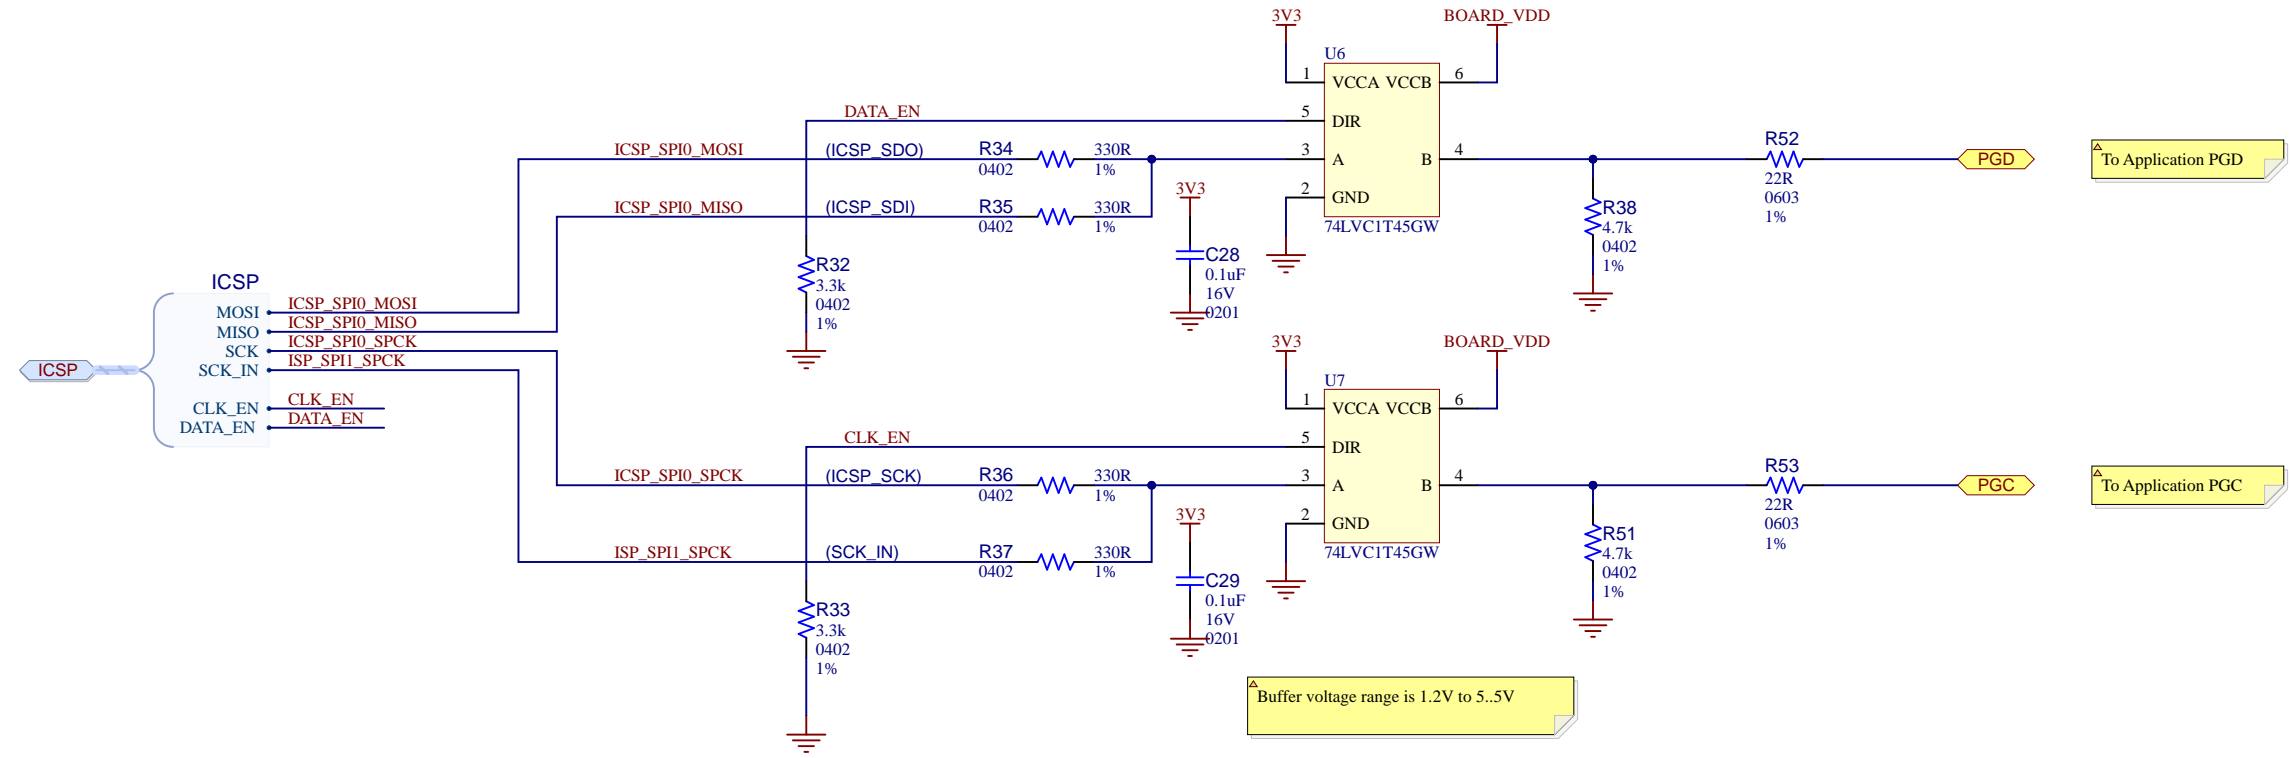 3V3
BOARD_VDD
U6
1
VCCA VCCB
6
DATA_EN
5
DIR
ICSP_SPI0_MOSI
(ICSP_SDO)
R34
0402
330R
1%
3
A
B
4
R52
22R
0603
1%
PGD
To Application PGD
ICSP_SPI0_MISO
(ICSP_SDI)
R35
0402
330R
1%
3V3
2
GND
74LVC1T45GW
R38
4.7k
0402
1%
C28
0.1uF
16V
0201
R32
3.3k
0402
1%
ICSP
ICSP
MOSI
ICSP_SPI0_MOSI
MISO
ICSP_SPI0_MISO
SCK
ICSP_SPI0_SPCK
SCK_IN
ISP_SPI1_SPCK
CLK_EN
CLK_EN
DATA_EN
DATA_EN
3V3
BOARD_VDD
U7
1
VCCA VCCB
6
CLK_EN
5
DIR
ICSP_SPI0_SPCK
(ICSP_SCK)
R36
0402
330R
1%
3
A
B
4
R53
22R
0603
1%
PGC
To Application PGC
ISP_SPI1_SPCK
(SCK_IN)
R37
0402
330R
1%
3V3
2
GND
74LVC1T45GW
R51
4.7k
0402
1%
C29
0.1uF
16V
0201
R33
3.3k
0402
1%
Buffer voltage range is 1.2V to 5..5V